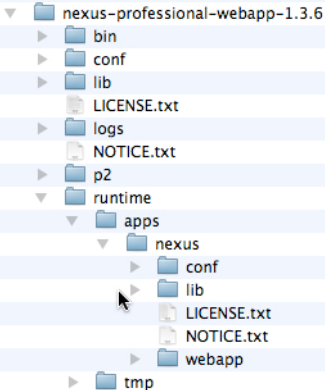 nexus-professional-webapp-1.3.6
bin
conf
lib
LICENSE.txt
logs
NOTICE.txt
p2
runtime
apps
nexus
conf
lib
LICENSE.txt
NOTICE.txt
webapp
tmp